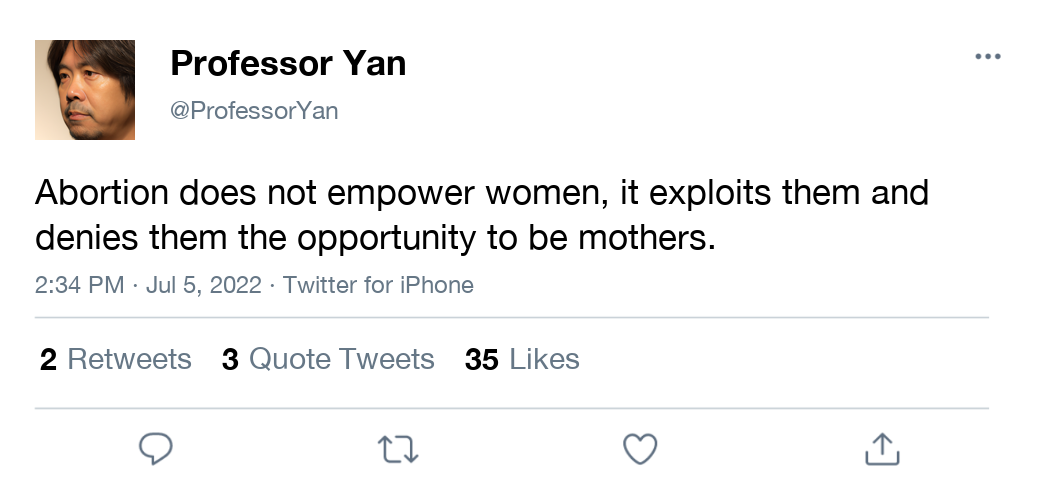 Professor Yan
@ProfessorYan
Abortion does not empower women, it exploits them and
denies them the opportunity to be mothers.
2:34 PM · Jul 5, 2022 · Twitter for iPhone
2 Retweets 3 Quote Tweets 35 Likes